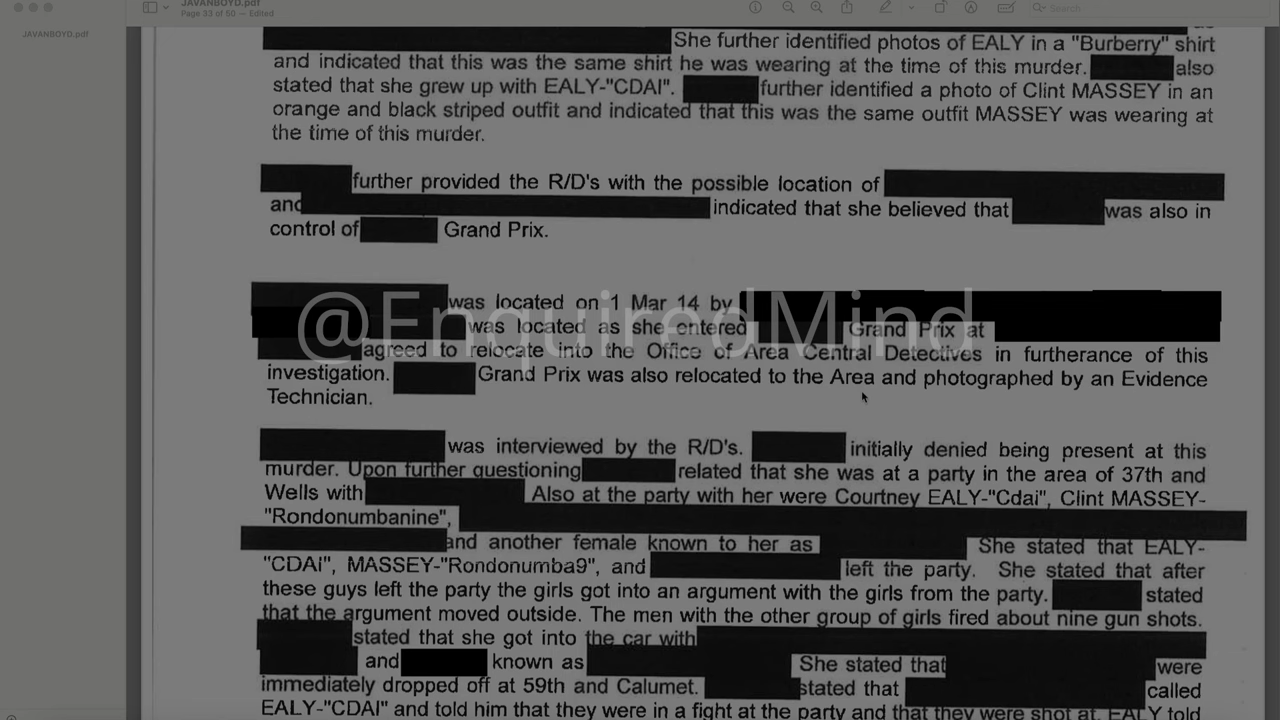 JAVANBOYD.pdf
Page 33 of 50 — Edited
Search
JAVANBOYD.pdf
She further identified photos of EALY in a "Burberry" shirt
and indicated that this was the same shirt he was wearing at the time of this murder. also
stated that she grew up with EALY-"CDAI". further identified a photo of Clint MASSEY in an
orange and black striped outfit and indicated that this was the same outfit MASSEY was wearing at
the time of this murder.
further provided the R/D's with the possible location of
and indicated that she believed that was also in
control of Grand Prix.
@EnquiredMind
was located on 1 Mar 14 by
was located as she entered Grand Prix at
agreed to relocate into the Office of Area Central Detectives in furtherance of this
investigation. Grand Prix was also relocated to the Area and photographed by an Evidence
Technician.
was interviewed by the R/D's. initially denied being present at this
murder. Upon further questioning related that she was at a party in the area of 37th and
Wells with Also at the party with her were Courtney EALY-"Cdai", Clint MASSEY-
"Rondonumbanine",
and another female known to her as She stated that EALY-
"CDAI", MASSEY-"Rondonumba9", and left the party. She stated that after
these guys left the party the girls got into an argument with the girls from the party. stated
that the argument moved outside. The men with the other group of girls fired about nine gun shots.
stated that she got into the car with
and known as She stated that were
immediately dropped off at 59th and Calumet. stated that called
EALY-"CDAI" and told him that they were in a fight at the party and that they were shot at. EALY told